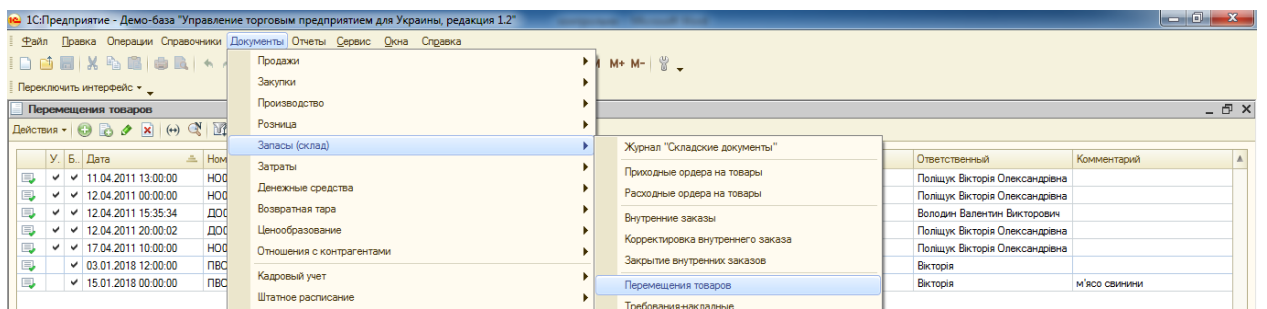 1С:Предприятие - Демо-база "Управление торговым предприятием для Украины, редакция 1.2"
Файл Правка Операции Справочники Документы Отчеты Сервис Окна Справка
M+ M-
Переключить интерфейс
Перемещения товаров
Действия
Продажи
Закупки
Производство
Розница
Запасы (склад)
Затраты
Денежные средства
Возвратная тара
Ценообразование
Отношения с контрагентами
Кадровый учет
Штатное расписание
Журнал "Складские документы"
Приходные ордера на товары
Расходные ордера на товары
Внутренние заказы
Корректировка внутреннего заказа
Закрытие внутренних заказов
Перемещения товаров
Требования-накладные
У. Б.. Дата Ном Ответственный Комментарий
11.04.2011 13:00:00 НО Поліщук Вікторія Олександрівна
12.04.2011 00:00:00 НО Поліщук Вікторія Олександрівна
12.04.2011 15:35:34 ДО Володин Валентин Викторович
12.04.2011 20:00:02 ДО Поліщук Вікторія Олександрівна
17.04.2011 10:00:00 НО Поліщук Вікторія Олександрівна
03.01.2018 12:00:00 ПВ Вікторія
15.01.2018 00:00:00 ПВ Вікторія м'ясо свинини